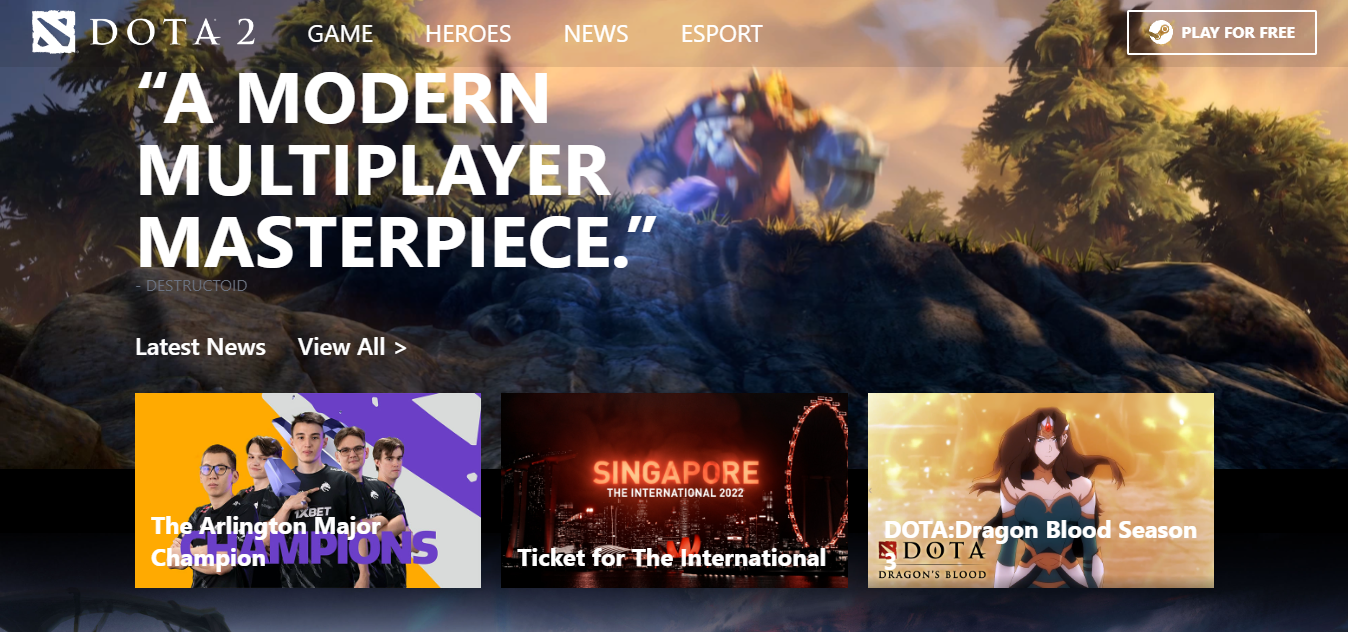 DOTA 2
GAME
HEROES
NEWS
ESPORT
PLAY FOR FREE
“A MODERN
MULTIPLAYER
MASTERPIECE.”
- DESTRUCTOID
Latest News
View All >
1XBET
CHAMPIONS
The Arlington Major
Champion
SINGAPORE
THE INTERNATIONAL 2022
Ticket for The International
DOTA:Dragon Blood Season
3
DOTA
DRAGON'S BLOOD